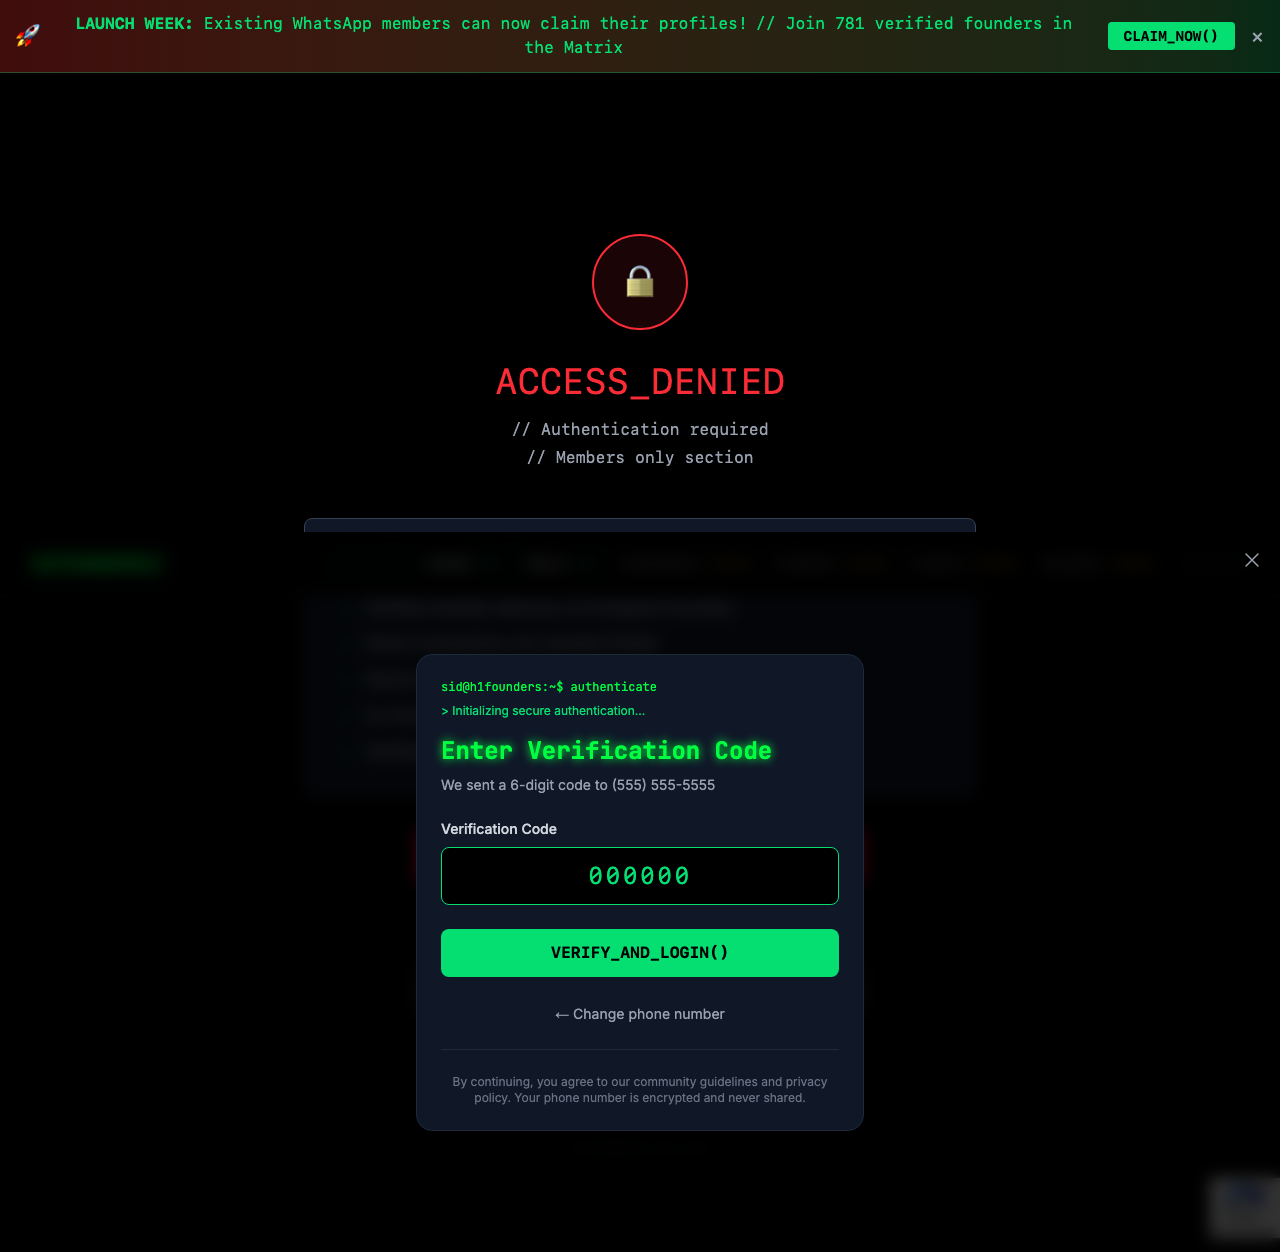 LAUNCH WEEK: Existing WhatsApp members can now claim their profiles! // Join 781 verified founders in
the Matrix
CLAIM_NOW()
×
ACCESS_DENIED
// Authentication required
// Members only section
sid@h1founders:~$ authenticate
> Initializing secure authentication...
Enter Verification Code
We sent a 6-digit code to (555) 555-5555
Verification Code
000000
VERIFY_AND_LOGIN()
← Change phone number
By continuing, you agree to our community guidelines and privacy
policy. Your phone number is encrypted and never shared.